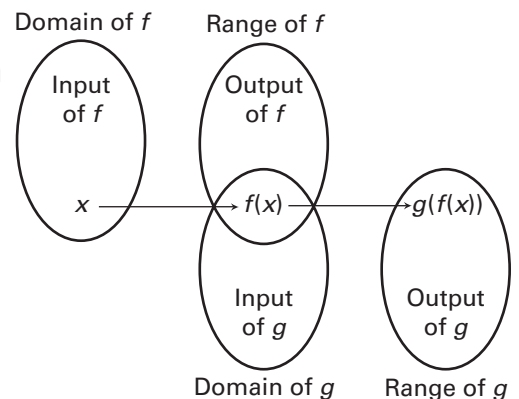 Domain of f
Range of f
Input
of f
Output
of f
x
f(x)
g(f(x))
Input
of g
Output
of g
Domain of g
Range of g